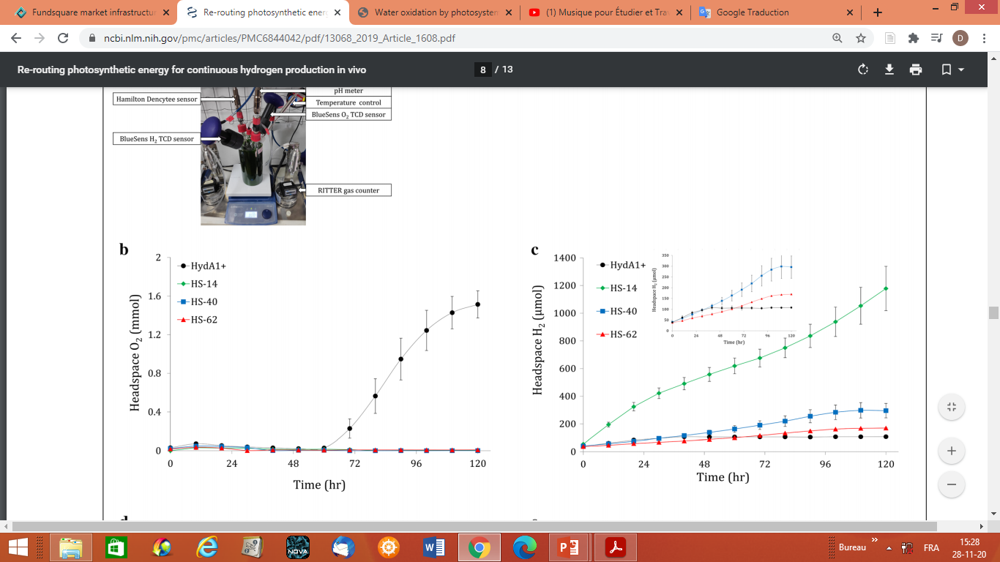 Fundsquare market infrastructur
Re-routing photosynthetic ener
Water oxidation by photosystem
(1) Musique pour Étudier et Tra
Google Traduction
ncbi.nlm.nih.gov/pmc/articles/PMC6844042/pdf/13068_2019_Article_1608.pdf
D
Re-routing photosynthetic energy for continuous hydrogen production in vivo
8 / 13
Hamilton Dencytee sensor
pH meter
Temperature control
BlueSens O₂ TCD sensor
BlueSens H₂ TCD sensor
RITTER gas counter
b
Headspace O₂ (mmol)
2
1.6
1.2
0.8
0.4
0
HydA1+
HS-14
HS-40
HS-62
0 24 48 72 96 120
Time (hr)
c
Headspace H₂ (µmol)
1400
1200
1000
800
600
400
200
0
HydA1+
HS-14
HS-40
HS-62
Headspace H₂ (µmol)
350
300
250
200
150
100
50
0
0 24 48 72 96 120
Time (hr)
0 24 48 72 96 120
Time (hr)
NOVA
Bureau
FRA
15:28
28-11-20